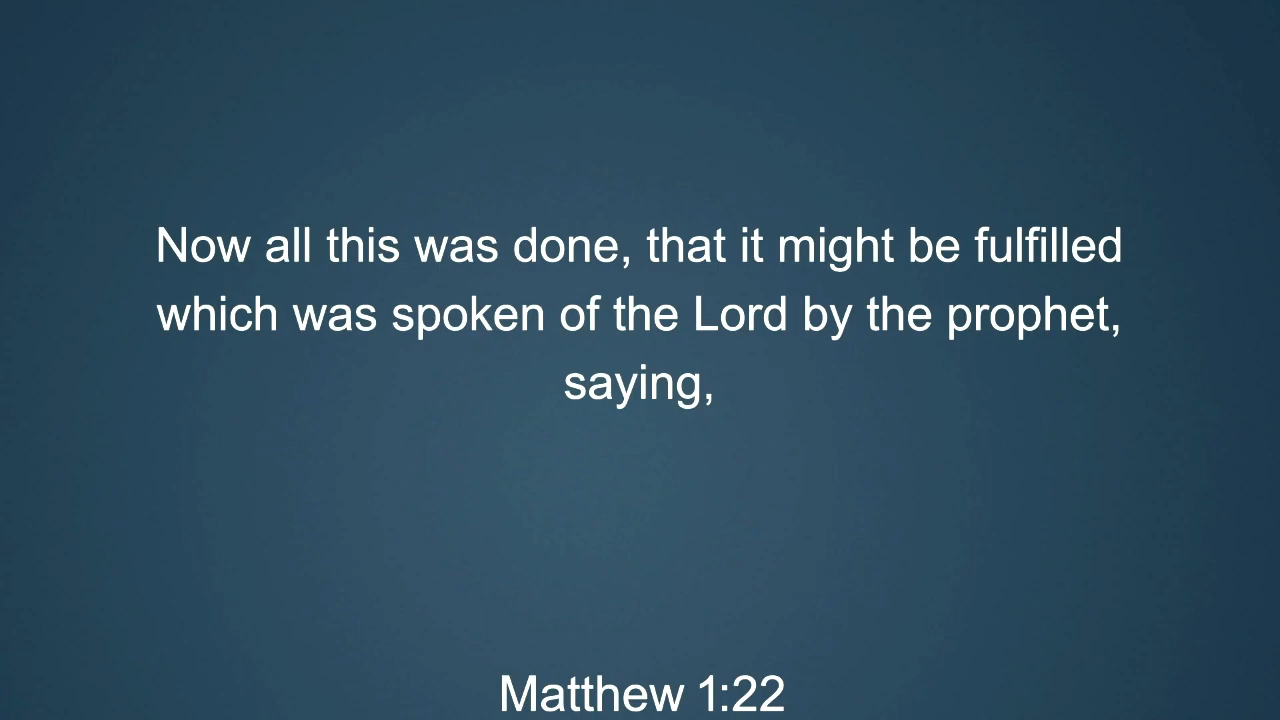 Now all this was done, that it might be fulfilled
which was spoken of the Lord by the prophet,
saying,
Matthew 1:22